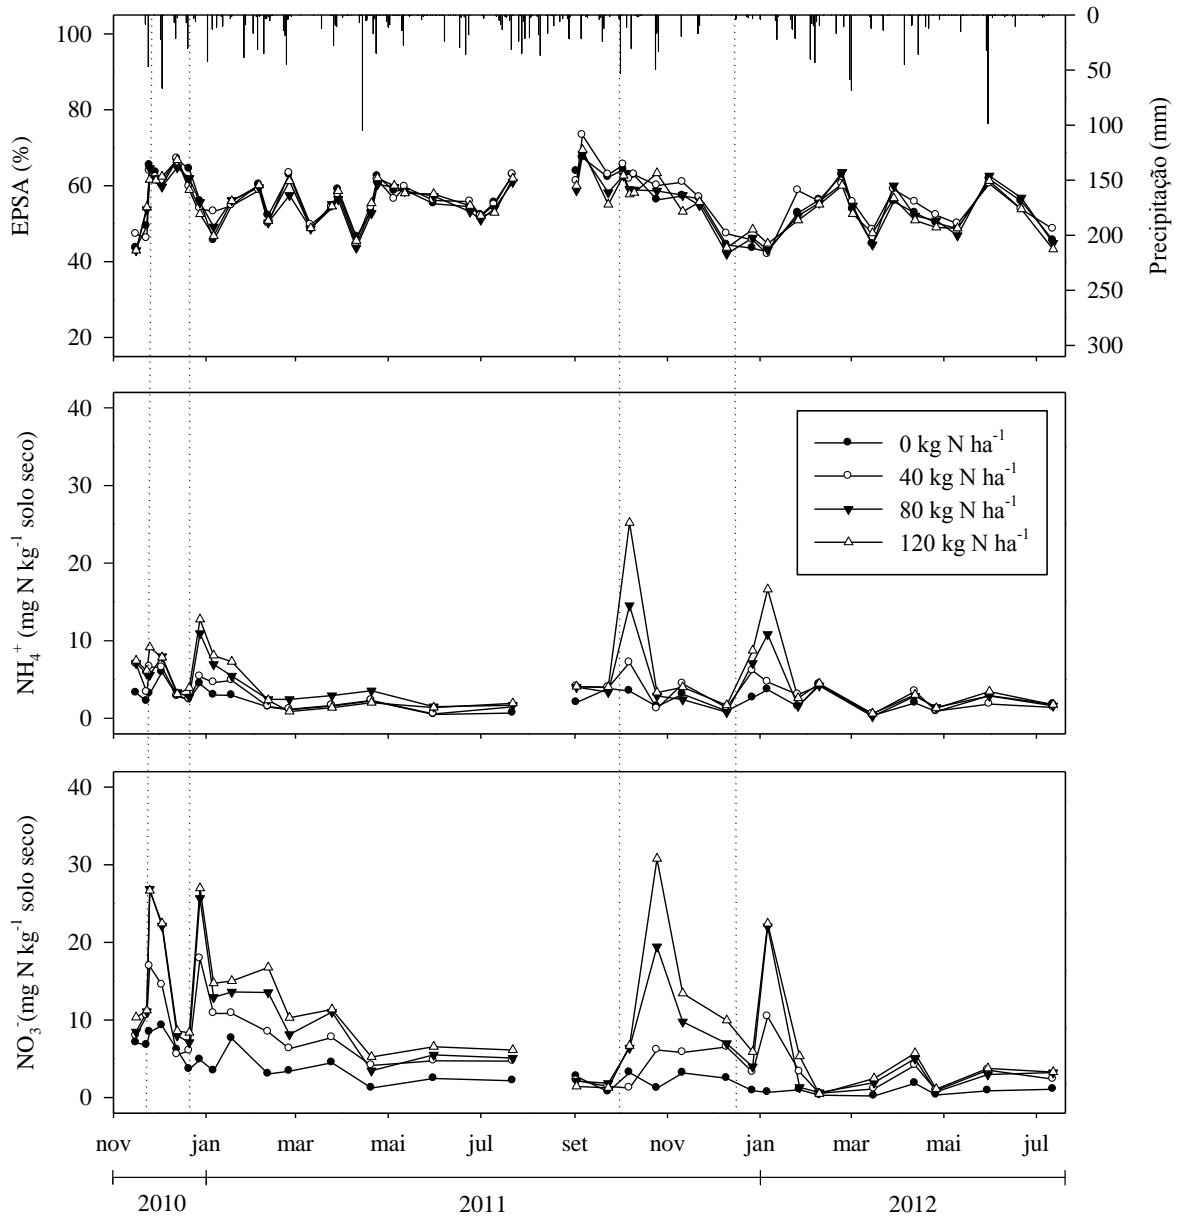 100
80
60
40
20
EPSA (%)
0
50
100
150
200
250
300
Precipitação (mm)
40
30
20
10
0
NH₄⁺ (mg N kg⁻¹ solo seco)
0 kg N ha⁻¹
40 kg N ha⁻¹
80 kg N ha⁻¹
120 kg N ha⁻¹
40
30
20
10
0
NO₃⁻(mg N kg⁻¹ solo seco)
nov jan mar mai jul set nov jan mar mai jul
2010 2011 2012